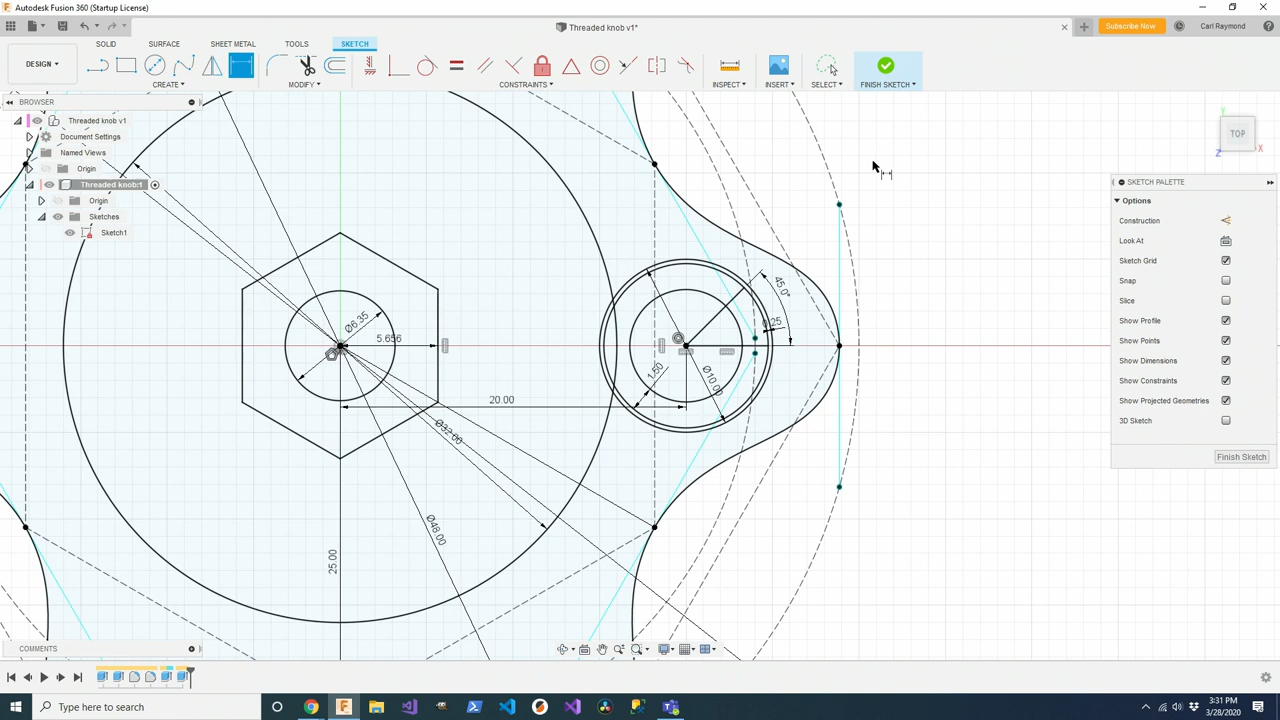 Autodesk Fusion 360 (Startup License)
Threaded knob v1*
Subscribe Now
Carl Raymond
DESIGN
SOLID SURFACE SHEET METAL TOOLS SKETCH
CREATE MODIFY CONSTRAINTS INSPECT INSERT SELECT FINISH SKETCH
BROWSER
Threaded knob v1
Document Settings
Named Views
Origin
Threaded knob:1
Origin
Sketches
Sketch1
TOP
Y
X
Z
SKETCH PALETTE
Options
Construction
Look At
Sketch Grid
Snap
Slice
Show Profile
Show Points
Show Dimensions
Show Constraints
Show Projected Geometries
3D Sketch
Finish Sketch
Ø6.35
5.656
45.0°
0.25
1.50
Ø10.00
20.00
Ø32.00
Ø48.00
25.00
COMMENTS
Type here to search
3:31 PM
3/28/2020